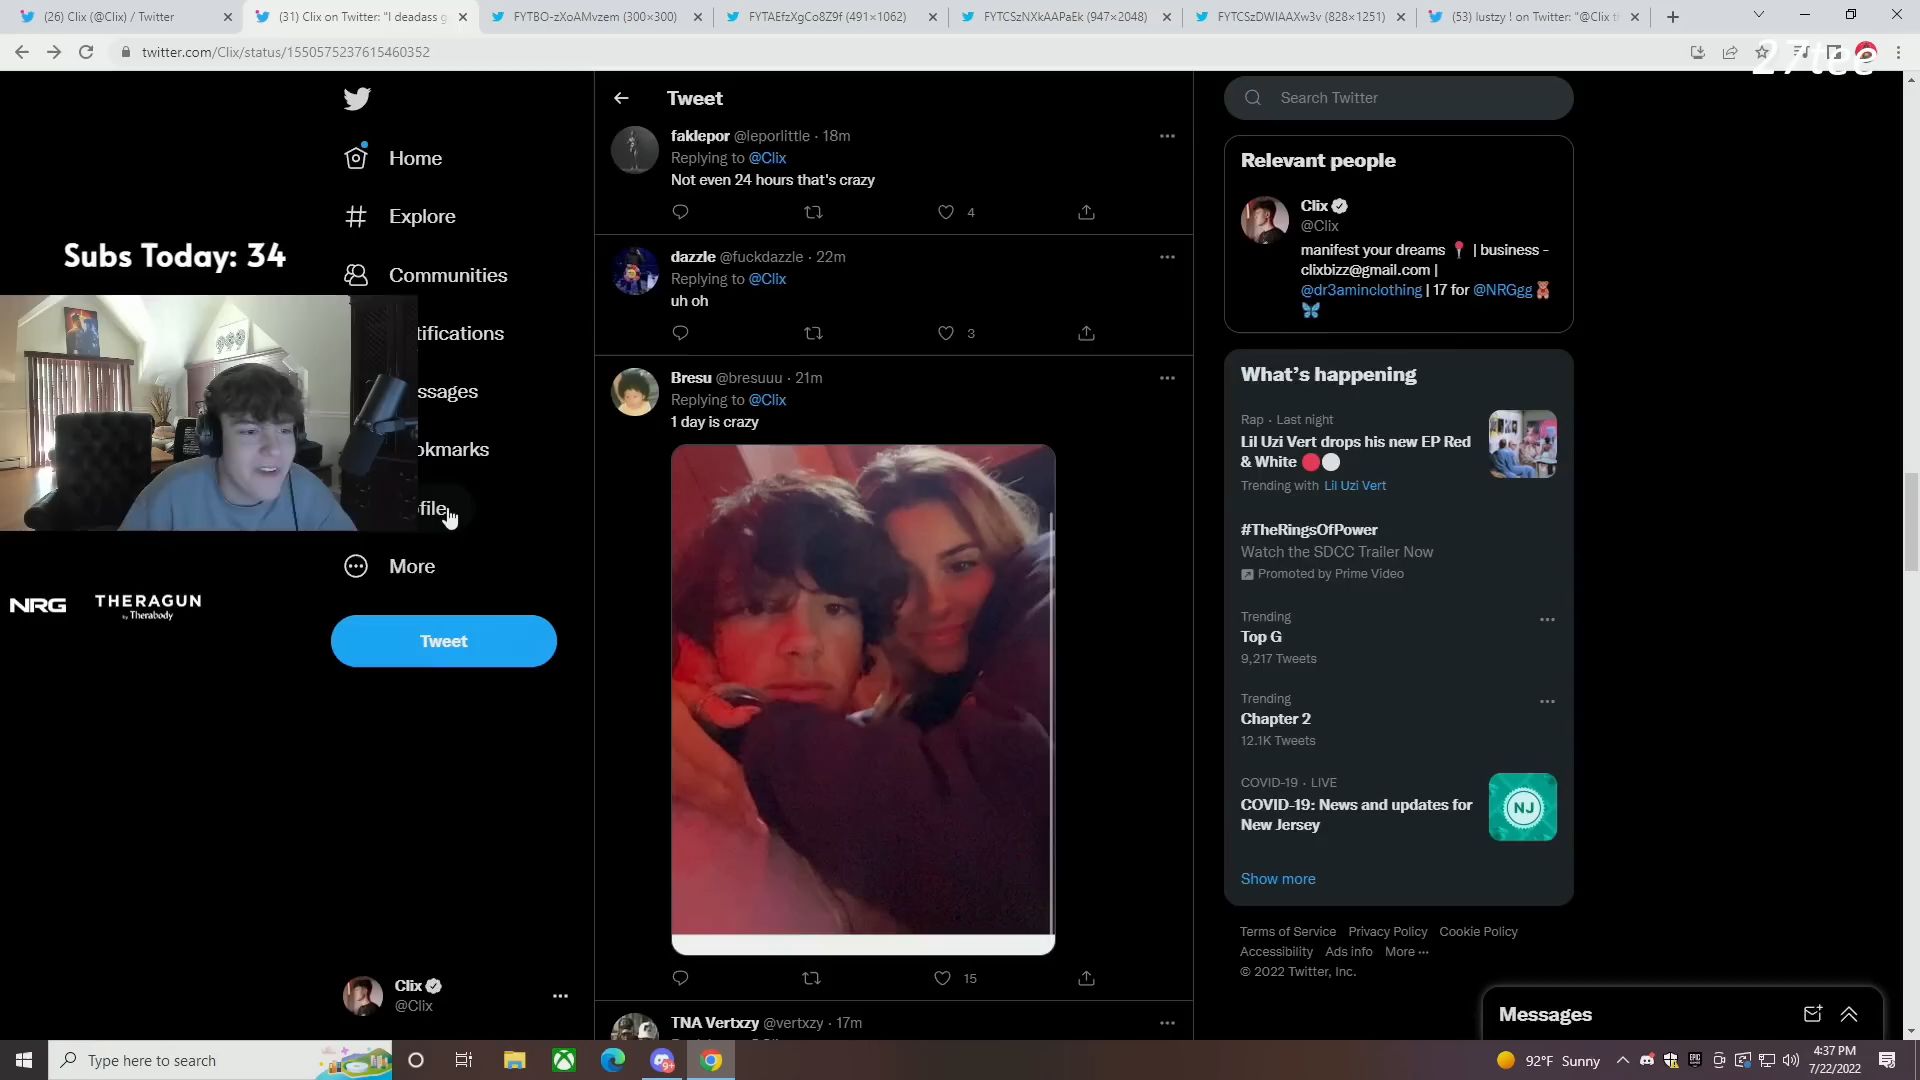 (26) Clix (@Clix) / Twitter
(31) Clix on Twitter: "I deadass g
FYTBO-zXoAMvzem (300×300)
FYTAEfzXgCo8Z9f (491×1062)
FYTCSzNXkAAPaEk (947×2048)
FYTCSzDWIAAXw3v (828×1251)
(53) lustzy ! on Twitter: "@Clix t
twitter.com/Clix/status/1550575237615460352
27tee
Home
Explore
Communities
tifications
ssages
okmarks
file
More
Tweet
Subs Today: 34
NRG
THERAGUN
by Therabody
Clix
@Clix
Tweet
faklepor @leporlittle · 18m
Replying to @Clix
Not even 24 hours that's crazy
4
dazzle @fuckdazzle · 22m
Replying to @Clix
uh oh
3
Bresu @bresuuu · 21m
Replying to @Clix
1 day is crazy
15
TNA Vertxzy @vertxzy · 17m
Search Twitter
Relevant people
Clix
@Clix
manifest your dreams | business -
clixbizz@gmail.com |
@dr3aminclothing | 17 for @NRGgg
What's happening
Rap · Last night
Lil Uzi Vert drops his new EP Red
& White
Trending with Lil Uzi Vert
#TheRingsOfPower
Watch the SDCC Trailer Now
Promoted by Prime Video
Trending
Top G
9,217 Tweets
Trending
Chapter 2
12.1K Tweets
COVID-19 · LIVE
COVID-19: News and updates for
New Jersey
NJ
Show more
Terms of Service Privacy Policy Cookie Policy
Accessibility Ads info More ···
© 2022 Twitter, Inc.
Messages
Type here to search
9+
92°F Sunny
4:37 PM
7/22/2022